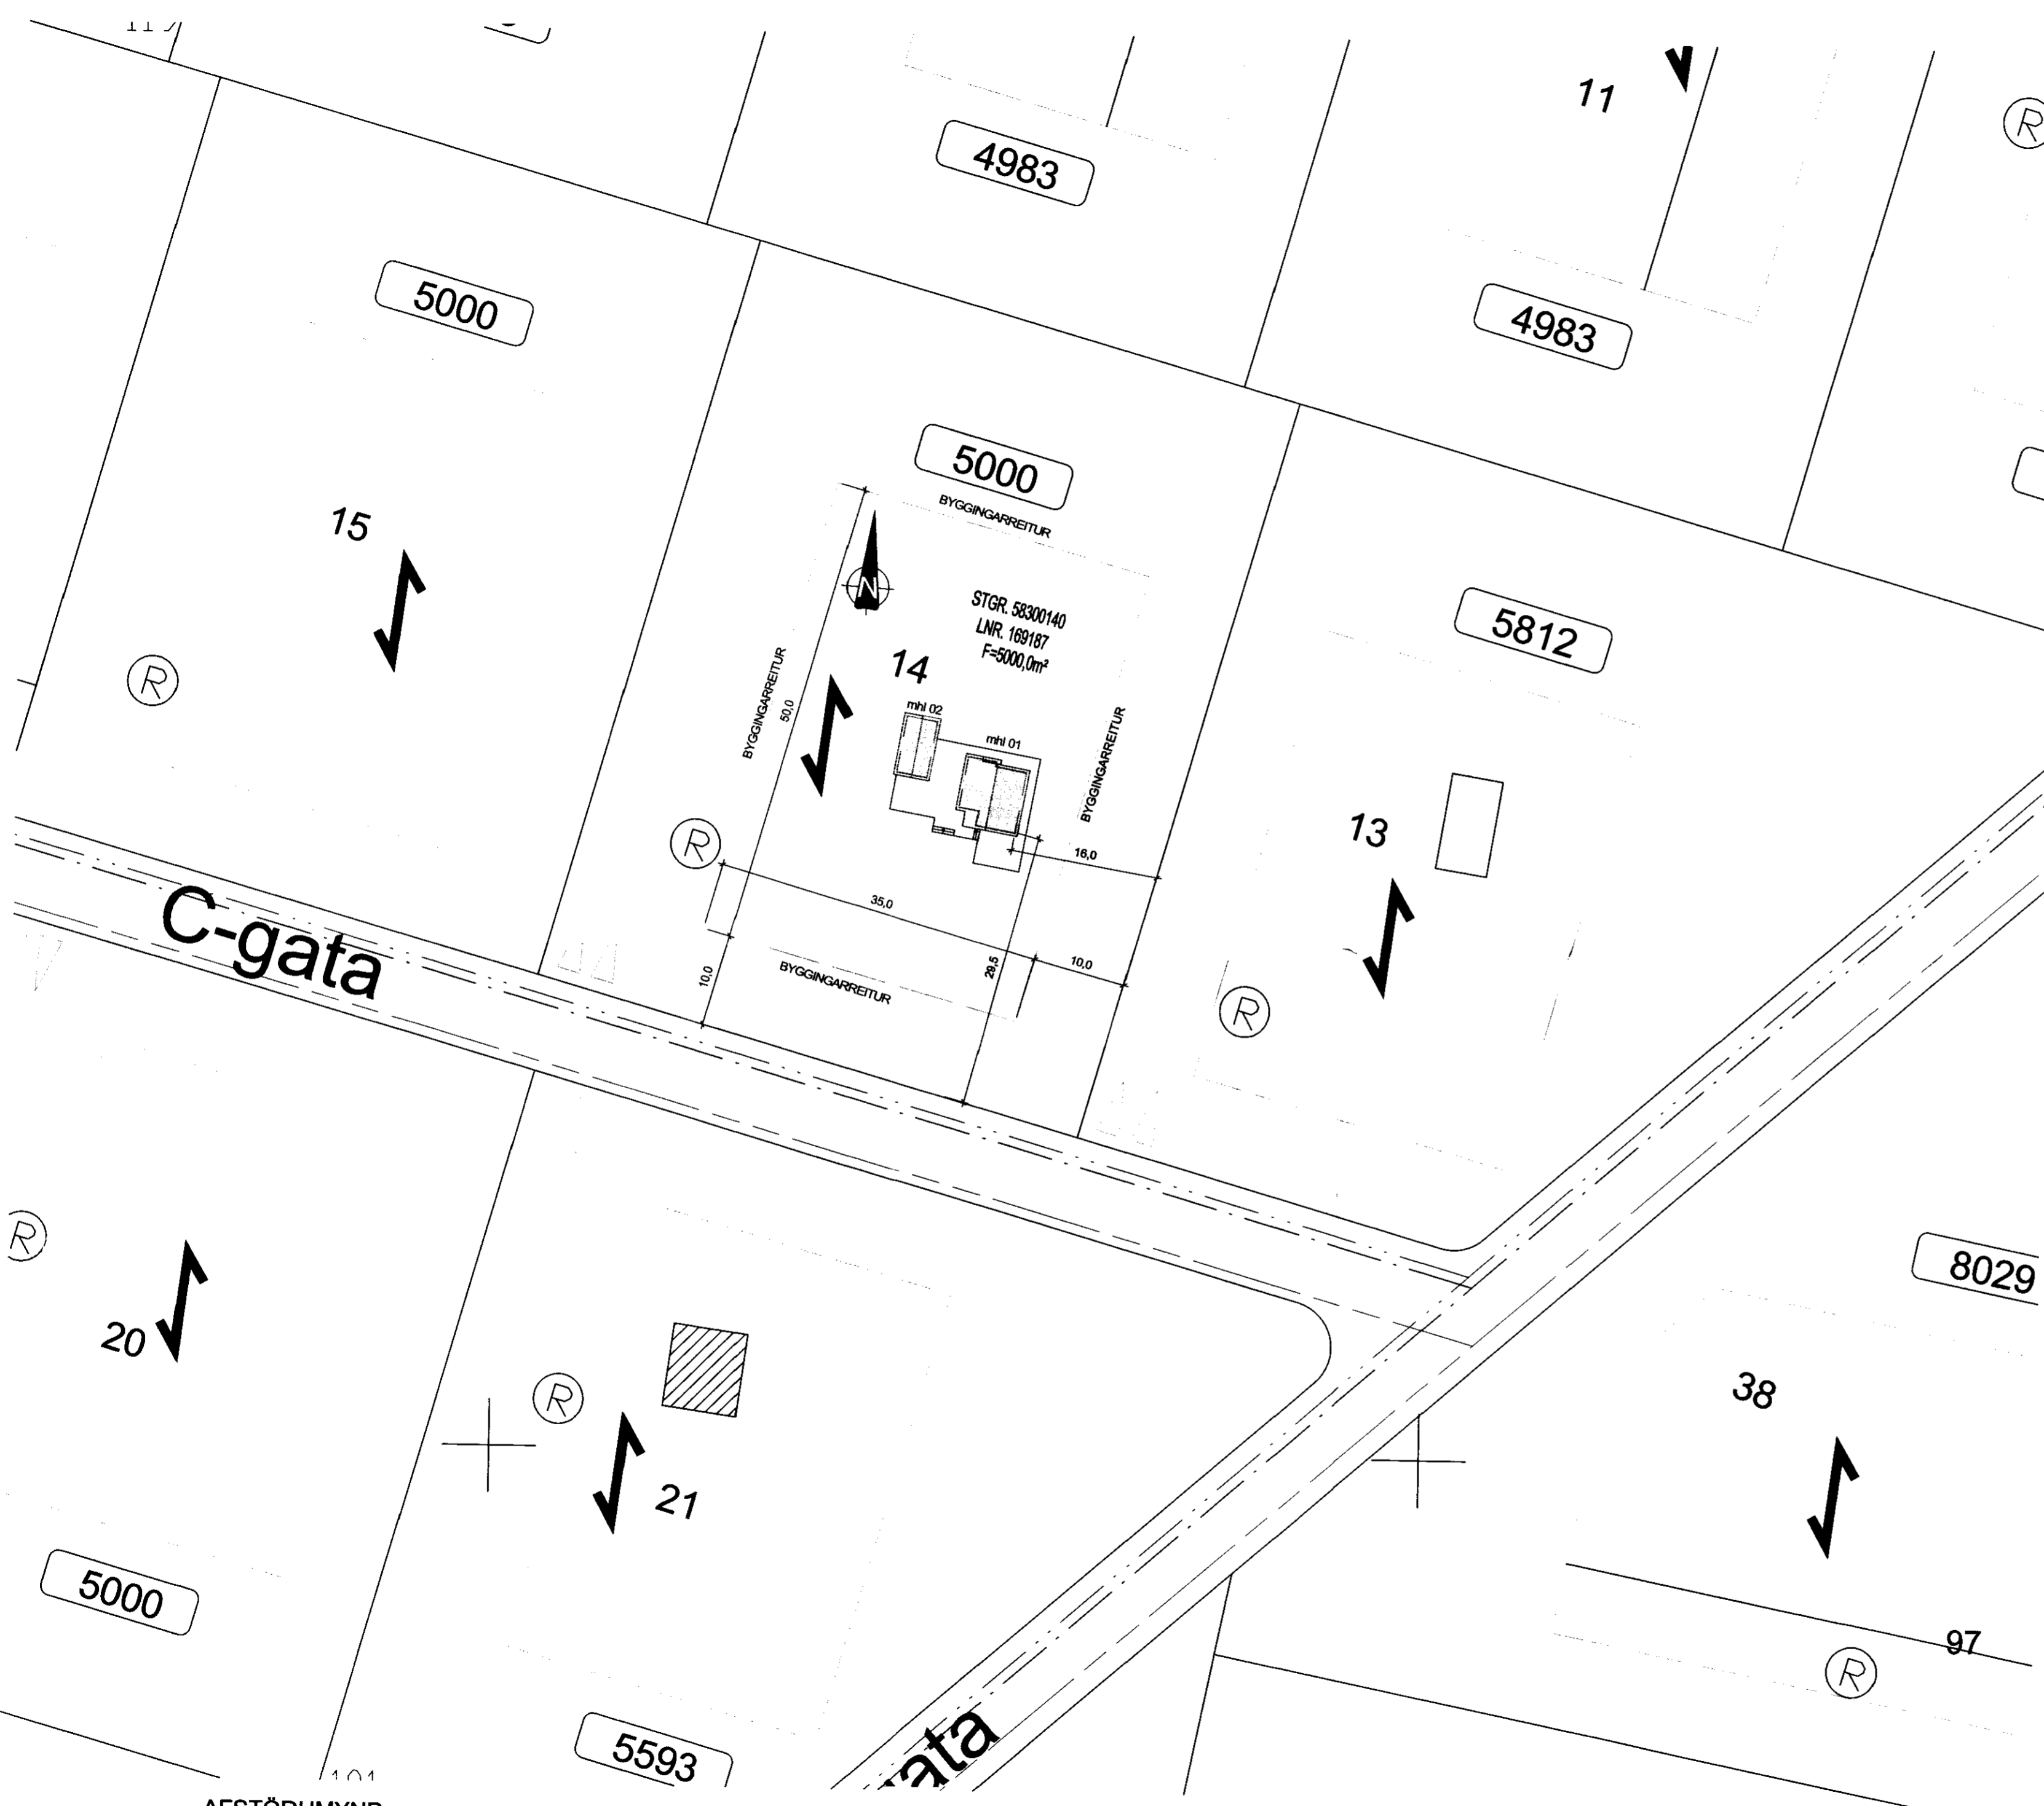 11
R
4983
5000
4983
5000
BYGGINGARREITUR
15
N
STGR. 58300140
LNR. 169187
F=5000,0m²
5812
R
BYGGINGARREITUR
50,0
14
mhl 02
mhl 01
BYGGINGARREITUR
13
R
16,0
C-gata
35,0
10,0
29,5
10,0
BYGGINGARREITUR
R
R
20
8029
R
38
21
5000
97
R
5593